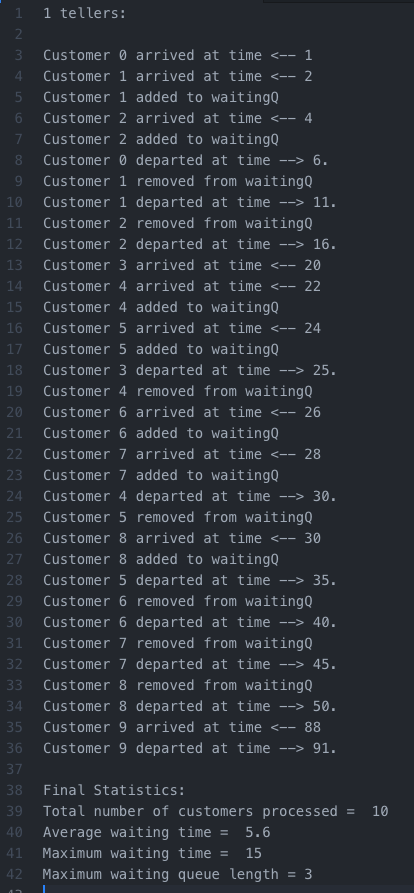 1 1 tellers:
2
3 Customer 0 arrived at time <-- 1
4 Customer 1 arrived at time <-- 2
5 Customer 1 added to waitingQ
6 Customer 2 arrived at time <-- 4
7 Customer 2 added to waitingQ
8 Customer 0 departed at time --> 6.
9 Customer 1 removed from waitingQ
10 Customer 1 departed at time --> 11.
11 Customer 2 removed from waitingQ
12 Customer 2 departed at time --> 16.
13 Customer 3 arrived at time <-- 20
14 Customer 4 arrived at time <-- 22
15 Customer 4 added to waitingQ
16 Customer 5 arrived at time <-- 24
17 Customer 5 added to waitingQ
18 Customer 3 departed at time --> 25.
19 Customer 4 removed from waitingQ
20 Customer 6 arrived at time <-- 26
21 Customer 6 added to waitingQ
22 Customer 7 arrived at time <-- 28
23 Customer 7 added to waitingQ
24 Customer 4 departed at time --> 30.
25 Customer 5 removed from waitingQ
26 Customer 8 arrived at time <-- 30
27 Customer 8 added to waitingQ
28 Customer 5 departed at time --> 35.
29 Customer 6 removed from waitingQ
30 Customer 6 departed at time --> 40.
31 Customer 7 removed from waitingQ
32 Customer 7 departed at time --> 45.
33 Customer 8 removed from waitingQ
34 Customer 8 departed at time --> 50.
35 Customer 9 arrived at time <-- 88
36 Customer 9 departed at time --> 91.
37
38 Final Statistics:
39 Total number of customers processed =  10
40 Average waiting time =  5.6
41 Maximum waiting time =  15
42 Maximum waiting queue length = 3